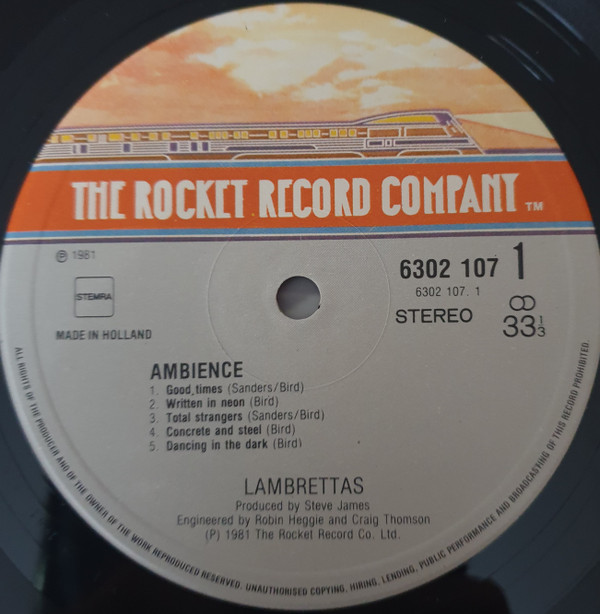 THE ROCKET RECORD COMPANY TM
℗ 1981
6302 107 1
6302 107. 1
STEMRA
STEREO
33 1/3
MADE IN HOLLAND
AMBIENCE
1. Good times (Sanders/Bird)
2. Written in neon (Bird)
3. Total strangers (Sanders/Bird)
4. Concrete and steel (Bird)
5. Dancing in the dark (Bird)
LAMBRETTAS
Produced by Steve James
Engineered by Robin Heggie and Craig Thomson
(P) 1981 The Rocket Record Co. Ltd.
ALL RIGHTS OF THE PRODUCER AND OF THE OWNER OF THE WORK REPRODUCED RESERVED. UNAUTHORISED COPYING, HIRING, LENDING, PUBLIC PERFORMANCE AND BROADCASTING OF THIS RECORD PROHIBITED